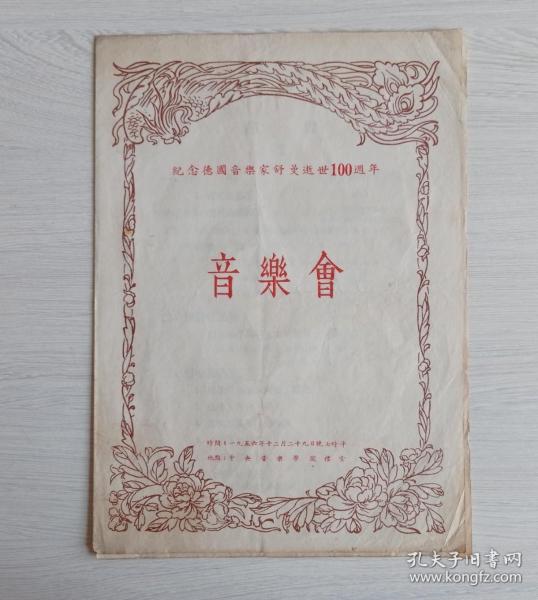 紀念德國音樂家舒曼逝世100週年
音樂會
時間：一九五六年十二月二十九日晚七時半
地點：中央音樂學院禮堂
孔夫子旧书网
www.kongfz.com